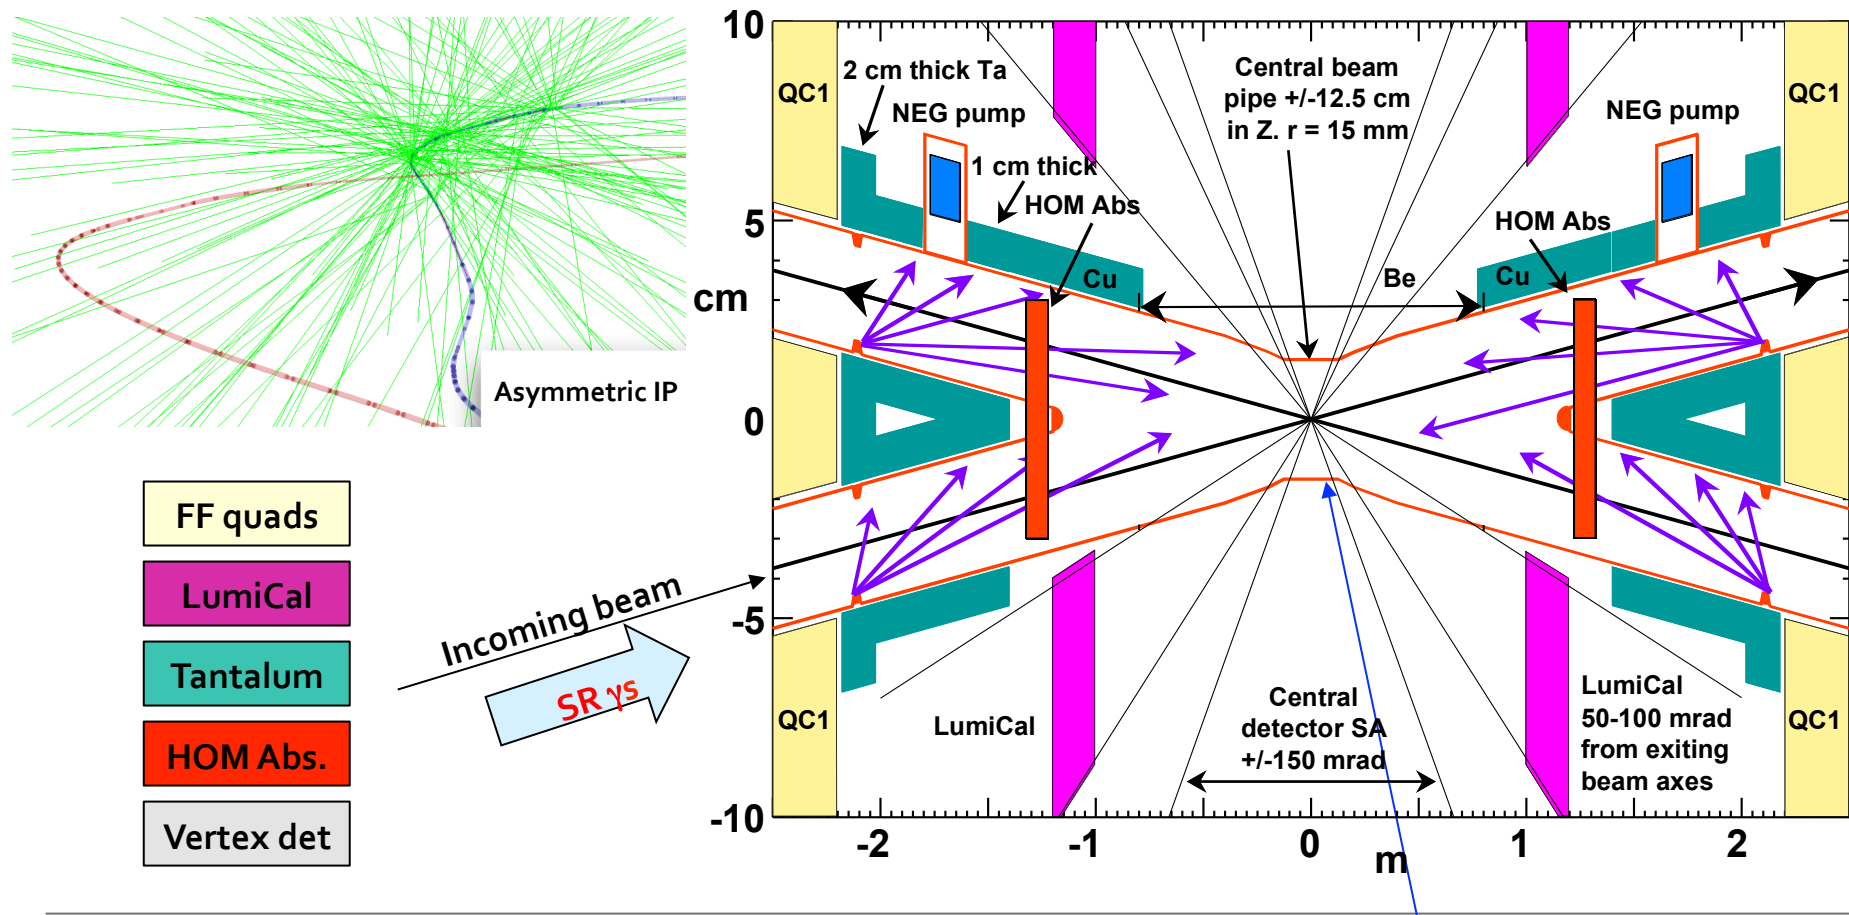 Asymmetric IP
FF quads
LumiCal
Tantalum
HOM Abs.
Vertex det
Incoming beam
SR γs
10
5
cm
0
-5
-10
-2
-1
0
1
2
m
QC1
2 cm thick Ta
NEG pump
1 cm thick
HOM Abs
Central beam
pipe +/-12.5 cm
in Z. r = 15 mm
NEG pump
QC1
HOM Abs
Cu
Be
Cu
QC1
LumiCal
Central
detector SA
+/-150 mrad
LumiCal
50-100 mrad
from exiting
beam axes
QC1